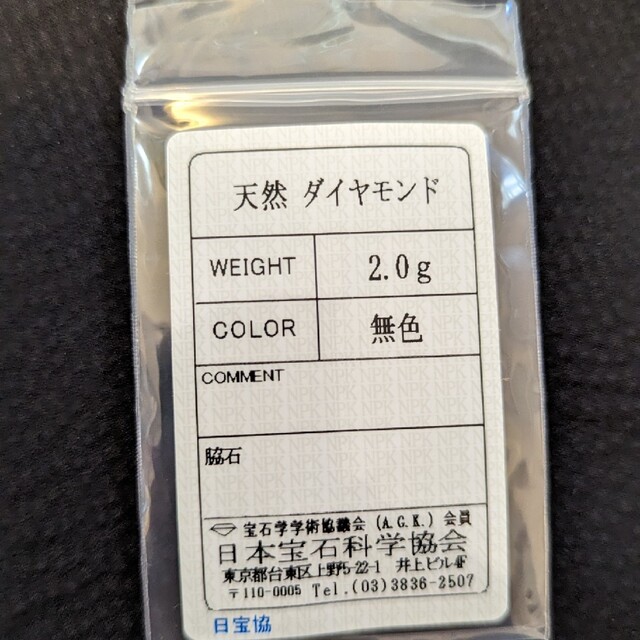 天然 ダイヤモンド
WEIGHT 2.0g
COLOR 無色
COMMENT
脇石
宝石学学術協議会 (A.G.K.) 会員
日本宝石科学協会
東京都台東区上野5-22-1 井上ビル4F
〒110-0005 Tel.(03)3836-2507
日宝協